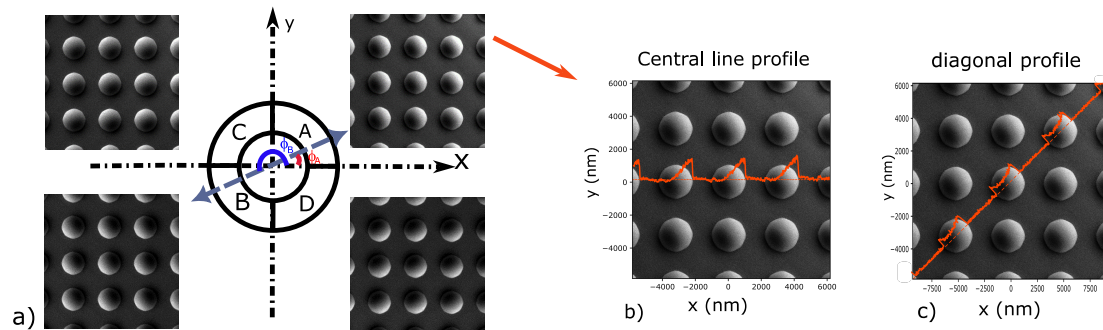 y
x
C
A
B
D
ϕB
ϕA
a)
Central line profile
6000
4000
2000
0
−2000
−4000
y (nm)
−4000 −2000 0 2000 4000 6000
x (nm)
b)
diagonal profile
6000
4000
2000
0
−2000
−4000
y (nm)
−7500 −5000 −2500 0 2500 5000 7500
x (nm)
c)